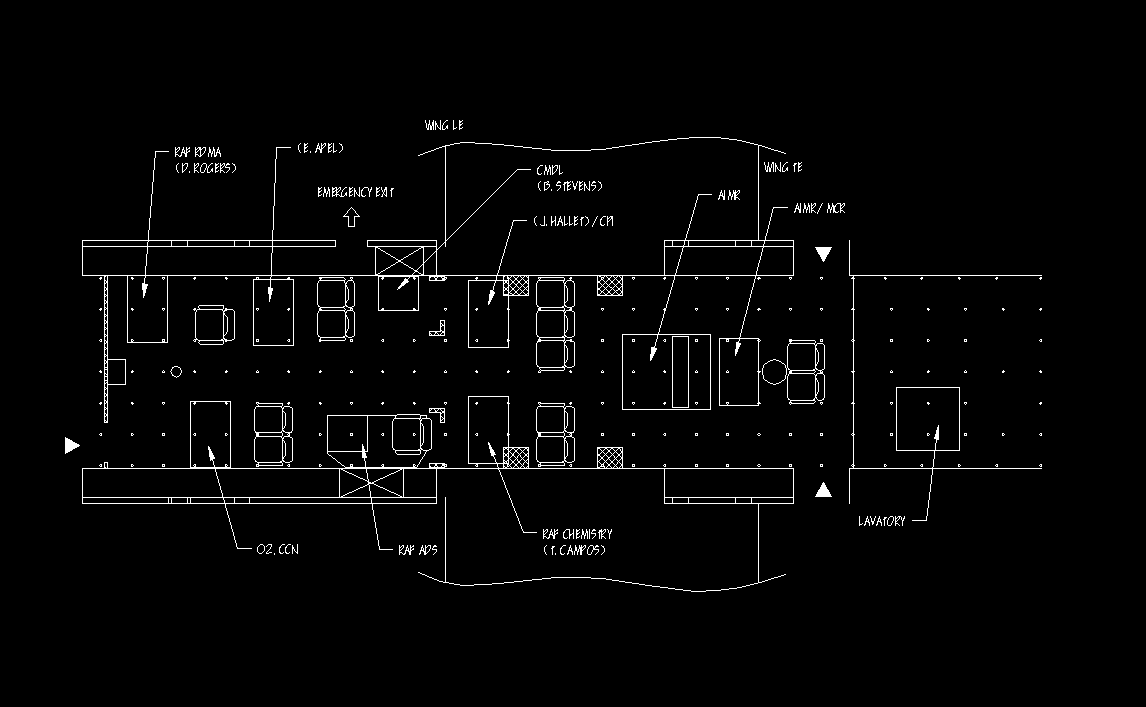 WING LE
RAF RDMA
(D. ROGERS)
(E. APEL)
EMERGENCY EXIT
CMDL
(B. STEVENS)
(J. HALLET) / CPI
WING TE
AIMR
AIMR/ MCR
O2, CCN
RAF ADS
RAF CHEMISTRY
(T. CAMPOS)
LAVATORY